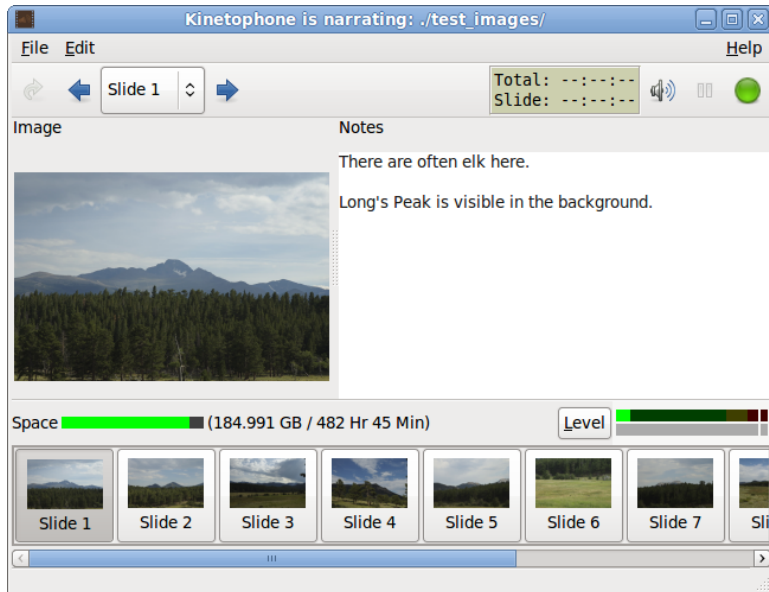 Kinetophone is narrating: ./test_images/
File Edit Help
Slide 1
Total: --:--:--
Slide: --:--:--
Image Notes
There are often elk here.
Long's Peak is visible in the background.
Space (184.991 GB / 482 Hr 45 Min) Level
Slide 1 Slide 2 Slide 3 Slide 4 Slide 5 Slide 6 Slide 7 Sli